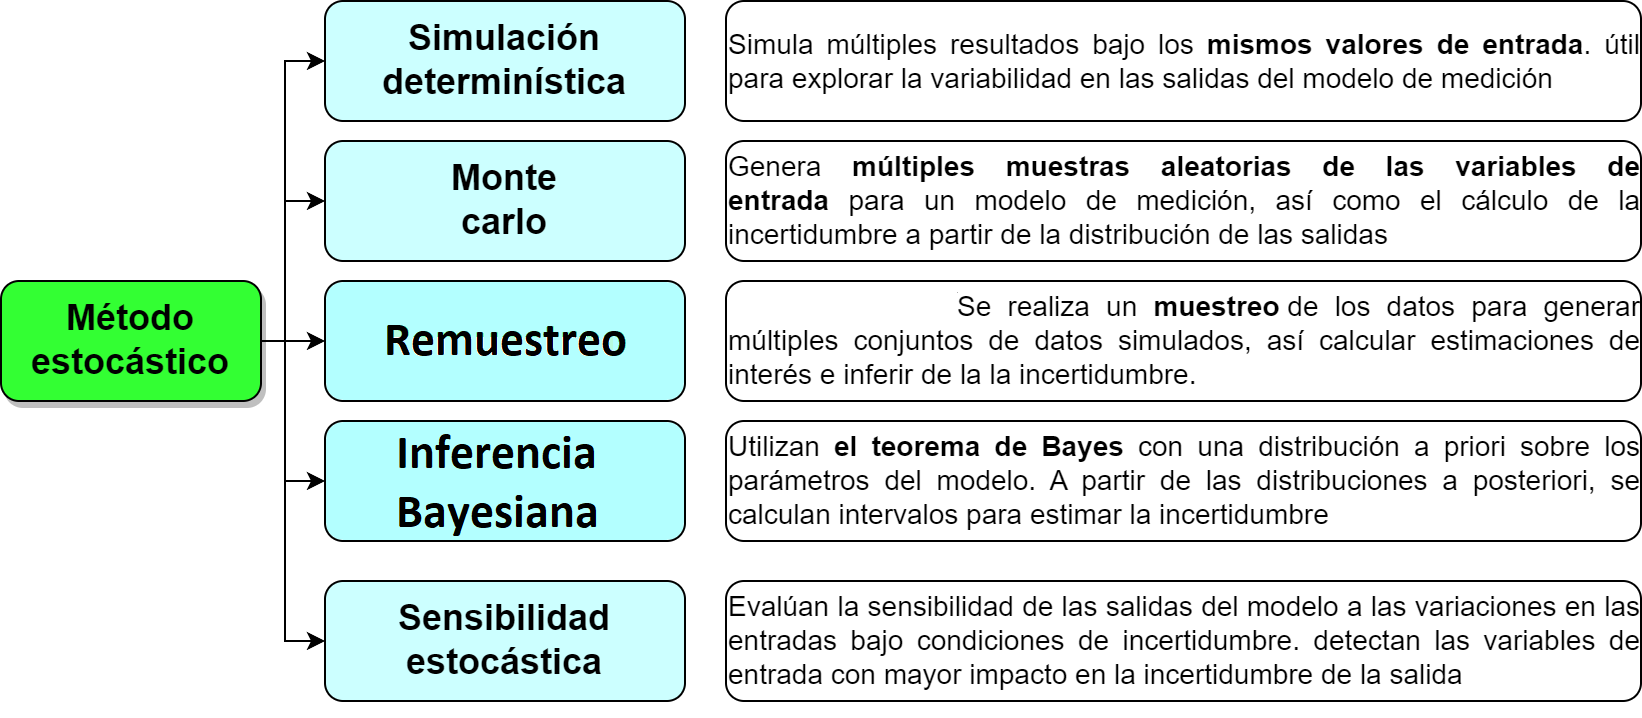 Simulación
determinística
Simula múltiples resultados bajo los mismos valores de entrada. útil
para explorar la variabilidad en las salidas del modelo de medición
Monte
carlo
Genera múltiples muestras aleatorias de las variables de
entrada para un modelo de medición, así como el cálculo de la
incertidumbre a partir de la distribución de las salidas
Método
estocástico
Remuestreo
Se realiza un muestreo de los datos para generar
múltiples conjuntos de datos simulados, así calcular estimaciones de
interés e inferir de la la incertidumbre.
Inferencia
Bayesiana
Utilizan el teorema de Bayes con una distribución a priori sobre los
parámetros del modelo. A partir de las distribuciones a posteriori, se
calculan intervalos para estimar la incertidumbre
Sensibilidad
estocástica
Evalúan la sensibilidad de las salidas del modelo a las variaciones en las
entradas bajo condiciones de incertidumbre. detectan las variables de
entrada con mayor impacto en la incertidumbre de la salida